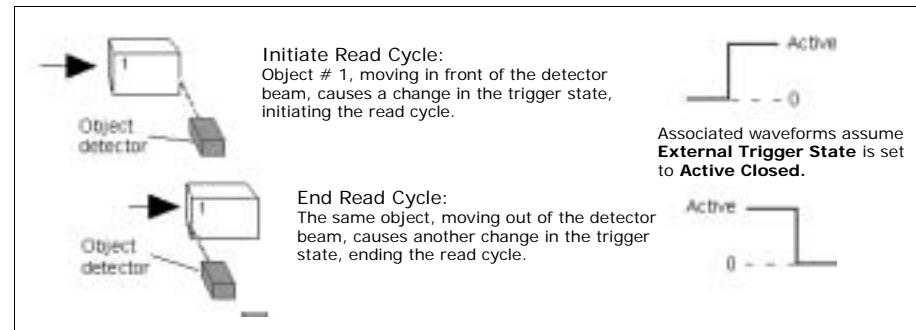 Initiate Read Cycle:
Object # 1, moving in front of the detector
beam, causes a change in the trigger state,
initiating the read cycle.
1
Object
detector
Active
0
Associated waveforms assume
External Trigger State is set
to Active Closed.
End Read Cycle:
The same object, moving out of the detector
beam, causes another change in the trigger
state, ending the read cycle.
1
Object
detector
Active
0